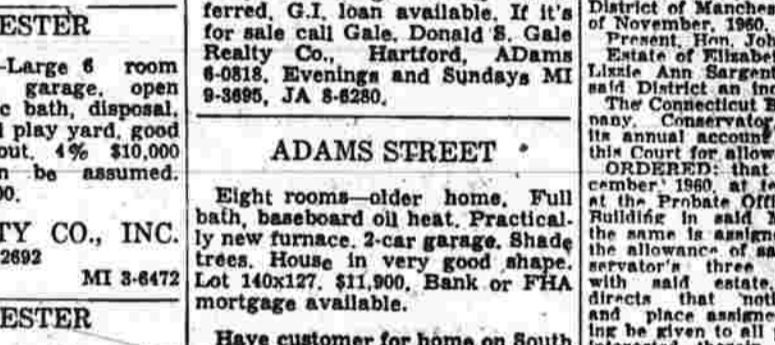 ESTER
-Large 6 room
garage, open
c bath, disposal,
play yard, good
out. 4% $10,000
n be assumed.
00.
TY CO., INC.
2692
MI 3-6472
ESTER
ferred, G.I. loan available. If it's
for sale call Gale, Donald S. Gale
Realty Co., Hartford, ADams
6-0818, Evenings and Sundays MI
9-3695, JA 8-6280.
ADAMS STREET
Eight rooms—older home. Full
bath, baseboard oil heat. Practical-
ly new furnace. 2-car garage. Shade
trees. House in very good shape.
Lot 140x127. $11,900. Bank or FHA
mortgage available.
Have customer for home on South
District of Manches
of November, 1960.
Present, Hon. Joh
Estate of Elizabet
Lizzie Ann Sargent
said District an inc
The Connecticut B
pany, Conservator
its annual account
this Court for allow
ORDERED: that
cember, 1960, at te
at the Probate Offi
Building in said
the same is assigne
the allowance of sa
servator's three
with said estate,
directs that noti
and place assigne
ing be given to all